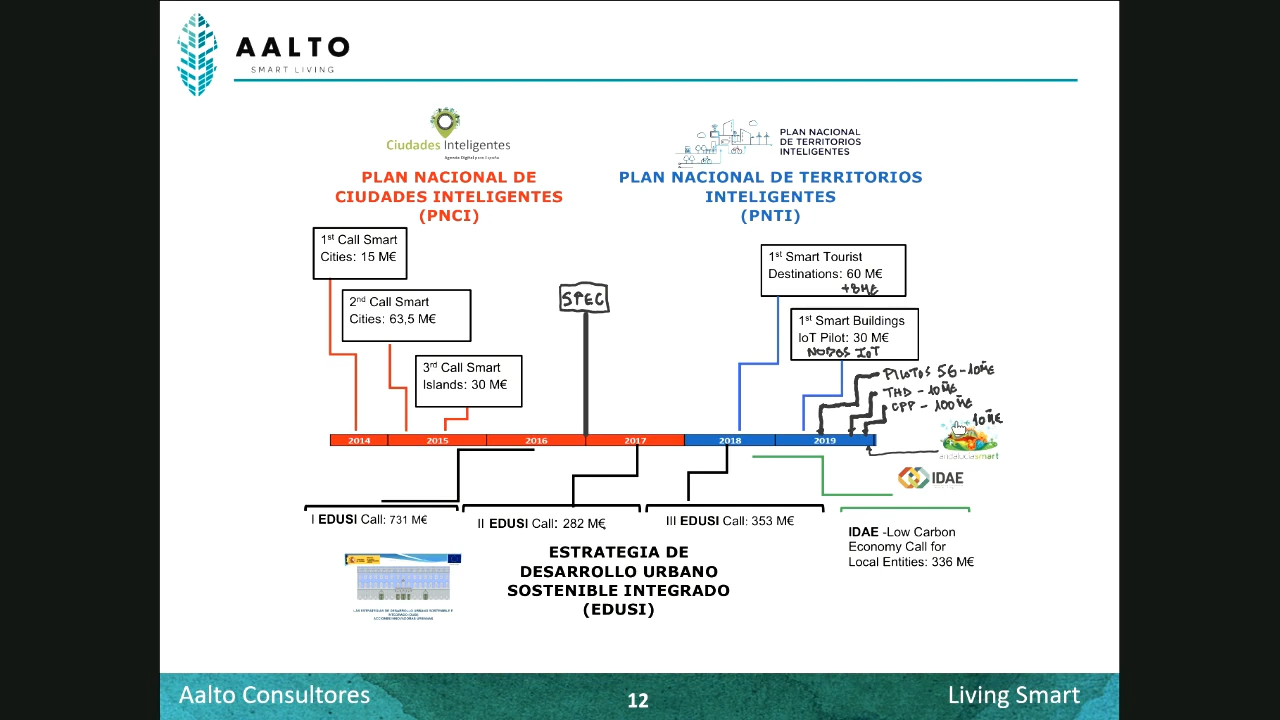 AALTO
SMART LIVING
Ciudades Inteligentes
Agenda Digital para España
PLAN NACIONAL
DE TERRITORIOS
INTELIGENTES
PLAN NACIONAL DE
CIUDADES INTELIGENTES
(PNCI)
PLAN NACIONAL DE TERRITORIOS
INTELIGENTES
(PNTI)
1st Call Smart
Cities: 15 M€
2nd Call Smart
Cities: 63,5 M€
3rd Call Smart
Islands: 30 M€
SPEC
1st Smart Tourist
Destinations: 60 M€
+8M€
1st Smart Buildings
IoT Pilot: 30 M€
NODOS IoT
PILOTOS 5G - 10M€
THD - 10M€
CPP - 100M€
10M€
andalucíasmart
2014
2015
2016
2017
2018
2019
IDAE
I EDUSI Call: 731 M€
II EDUSI Call: 282 M€
III EDUSI Call: 353 M€
IDAE -Low Carbon
Economy Call for
Local Entities: 336 M€
ESTRATEGIA DE
DESARROLLO URBANO
SOSTENIBLE INTEGRADO
(EDUSI)
Aalto Consultores
12
Living Smart